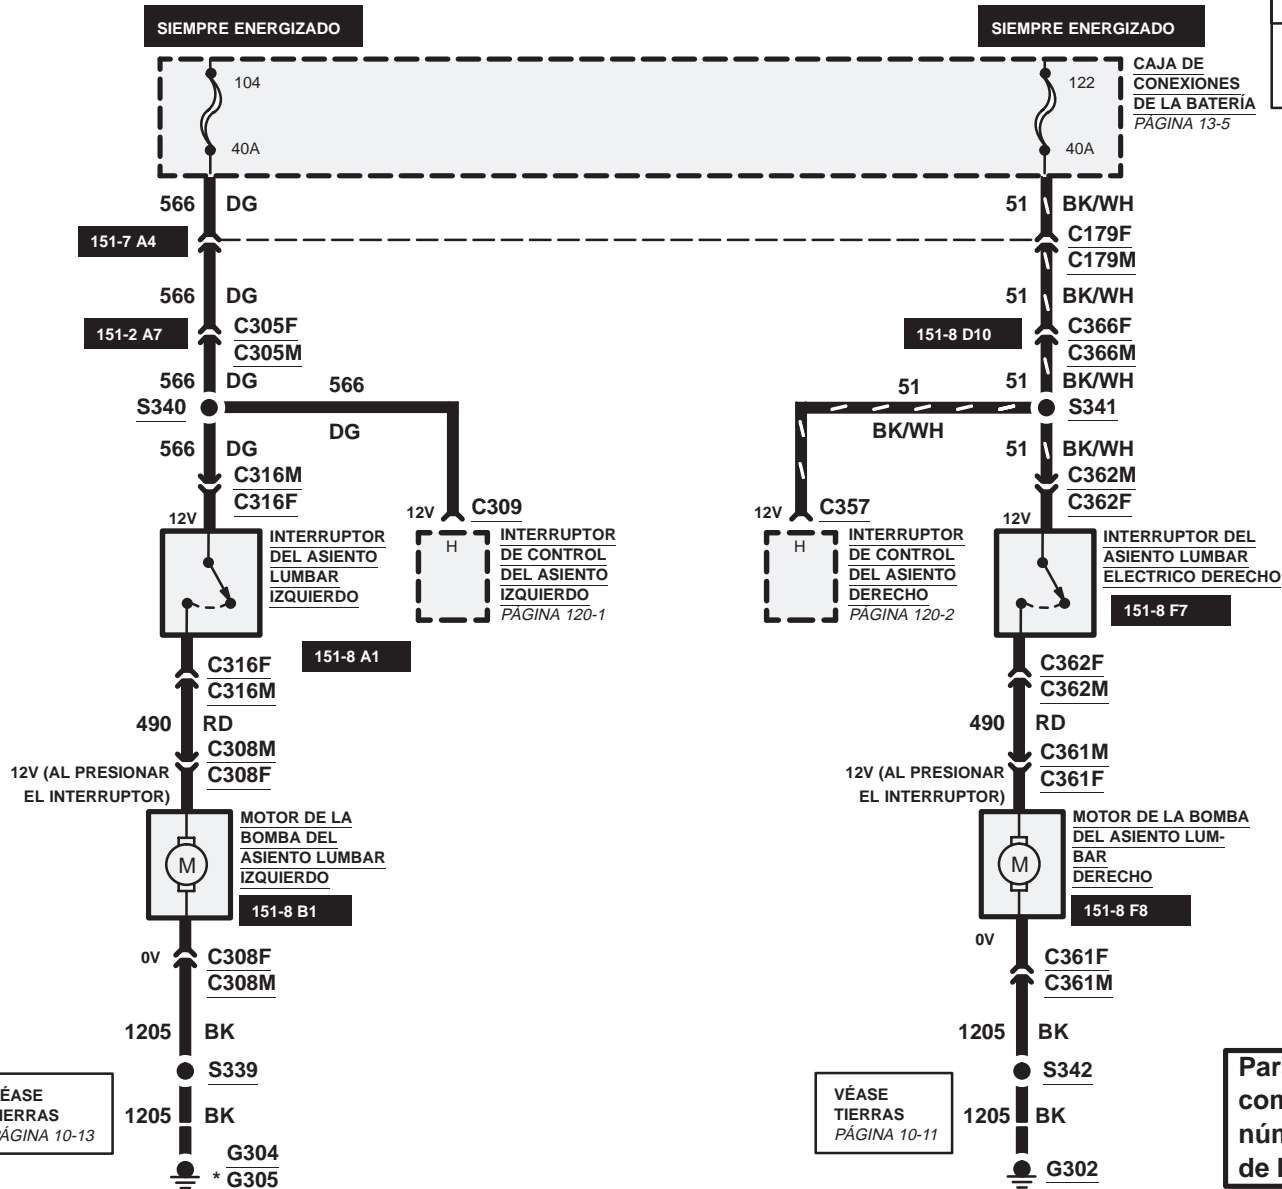 SIEMPRE ENERGIZADO
SIEMPRE ENERGIZADO
104
40A
122
40A
CAJA DE
CONEXIONES
DE LA BATERÍA
PÁGINA 13-5
566 DG
51 BK/WH
151-7 A4
C179F
C179M
566 DG
51 BK/WH
151-2 A7
C305F
C305M
151-8 D10
C366F
C366M
566 DG
566
DG
51
BK/WH
51 BK/WH
S340
S341
566 DG
51 BK/WH
C316M
C316F
C362M
C362F
12V
12V C309
12V C357
12V
INTERRUPTOR
DEL ASIENTO
LUMBAR
IZQUIERDO
151-8 A1
H
INTERRUPTOR
DE CONTROL
DEL ASIENTO
IZQUIERDO
PÁGINA 120-1
H
INTERRUPTOR
DE CONTROL
DEL ASIENTO
DERECHO
PÁGINA 120-2
INTERRUPTOR DEL
ASIENTO LUMBAR
ELECTRICO DERECHO
151-8 F7
C316F
C316M
C362F
C362M
490 RD
490 RD
C308M
C308F
C361M
C361F
12V (AL PRESIONAR
EL INTERRUPTOR)
12V (AL PRESIONAR
EL INTERRUPTOR)
M
MOTOR DE LA
BOMBA DEL
ASIENTO LUMBAR
IZQUIERDO
151-8 B1
M
MOTOR DE LA BOMBA
DEL ASIENTO LUM-
BAR
DERECHO
151-8 F8
0V
C308F
C308M
0V
C361F
C361M
1205 BK
1205 BK
S339
S342
ÉASE
IERRAS
ÁGINA 10-13
1205 BK
VÉASE
TIERRAS
PÁGINA 10-11
1205 BK
G304
* G305
G302
Par
com
núm
de l